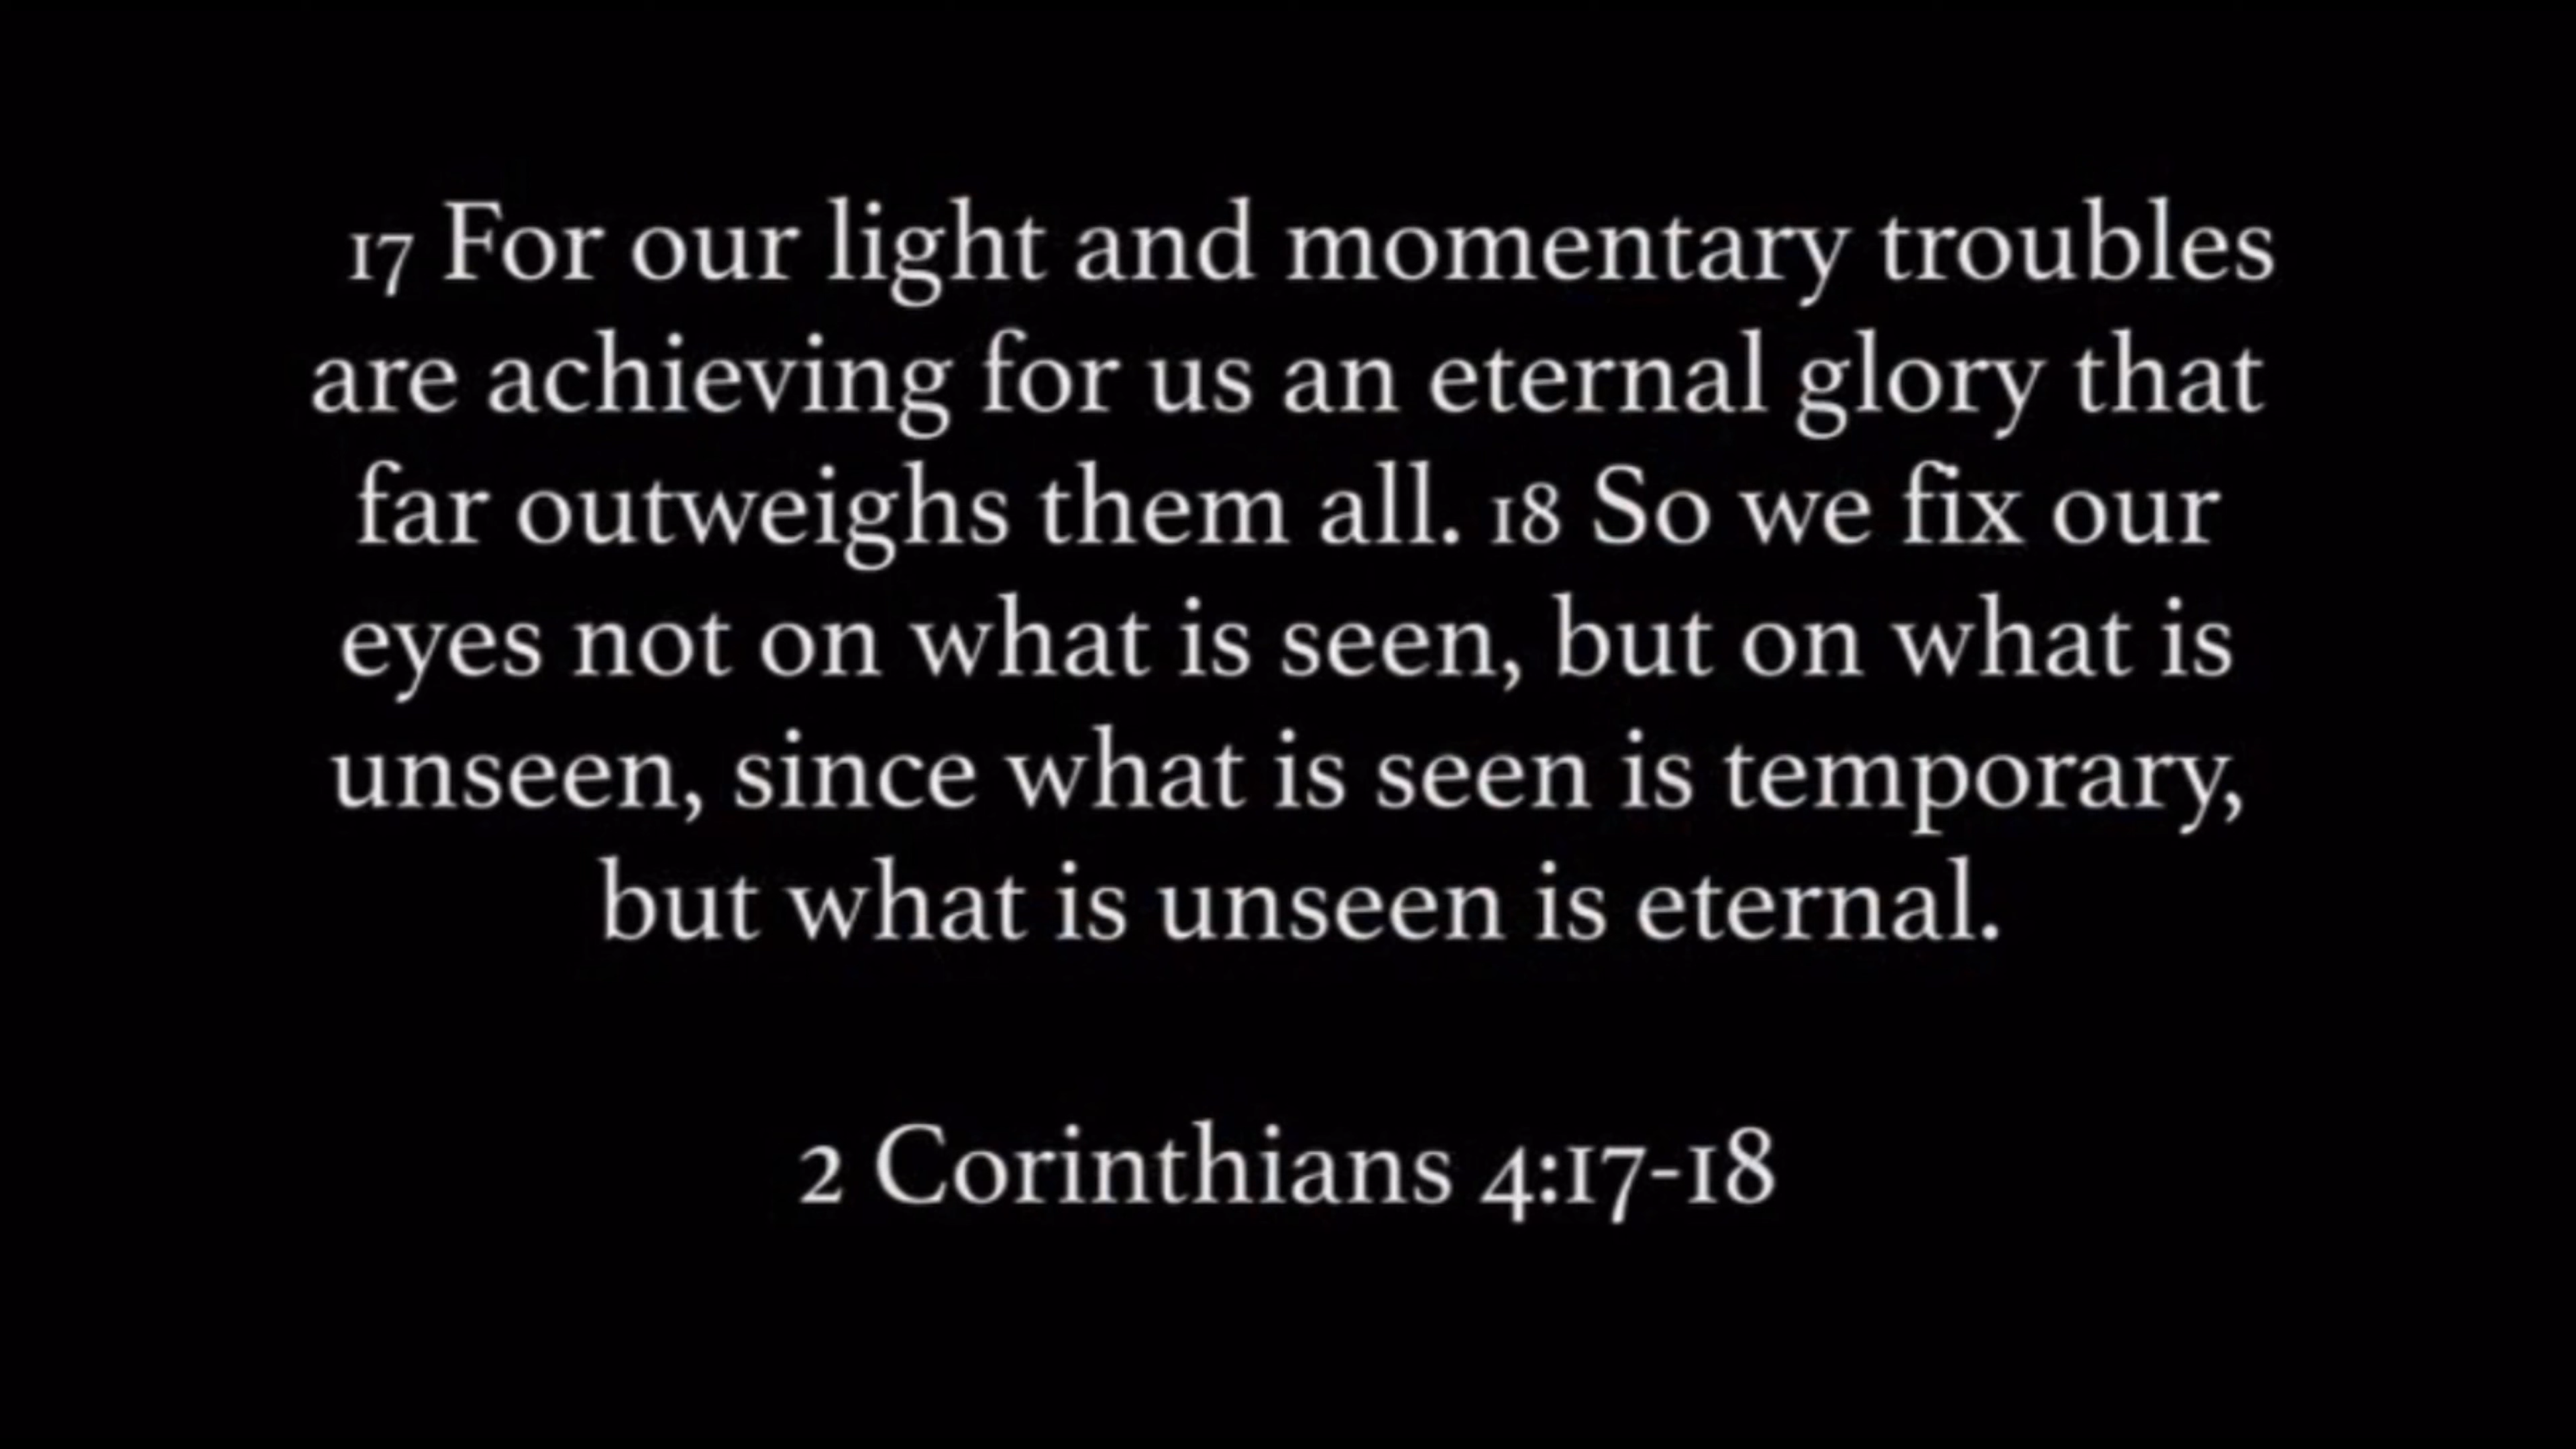 17 For our light and momentary troubles
are achieving for us an eternal glory that
far outweighs them all. 18 So we fix our
eyes not on what is seen, but on what is
unseen, since what is seen is temporary,
but what is unseen is eternal.
2 Corinthians 4:17-18